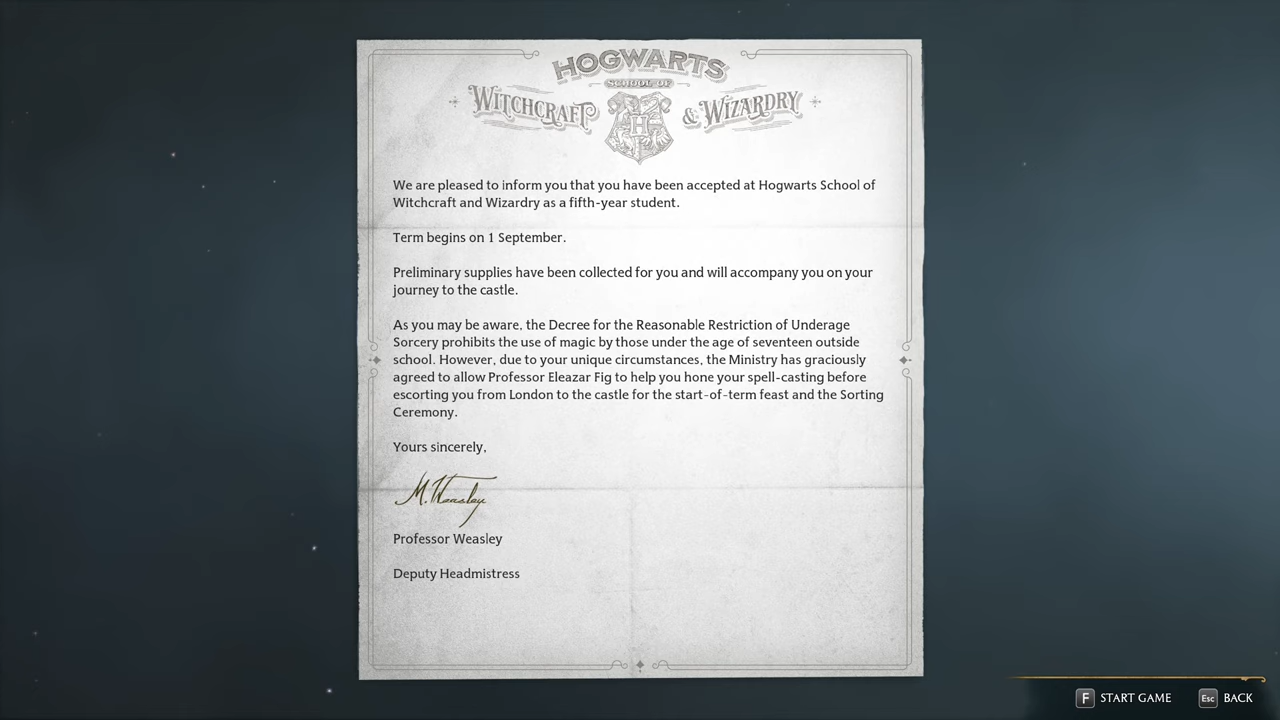 HOGWARTS
SCHOOL OF
WITCHCRAFT & WIZARDRY
H
We are pleased to inform you that you have been accepted at Hogwarts School of
Witchcraft and Wizardry as a fifth-year student.
Term begins on 1 September.
Preliminary supplies have been collected for you and will accompany you on your
journey to the castle.
As you may be aware, the Decree for the Reasonable Restriction of Underage
Sorcery prohibits the use of magic by those under the age of seventeen outside
school. However, due to your unique circumstances, the Ministry has graciously
agreed to allow Professor Eleazar Fig to help you hone your spell-casting before
escorting you from London to the castle for the start-of-term feast and the Sorting
Ceremony.
Yours sincerely,
M. Weasley
Professor Weasley
Deputy Headmistress
F START GAME Esc BACK